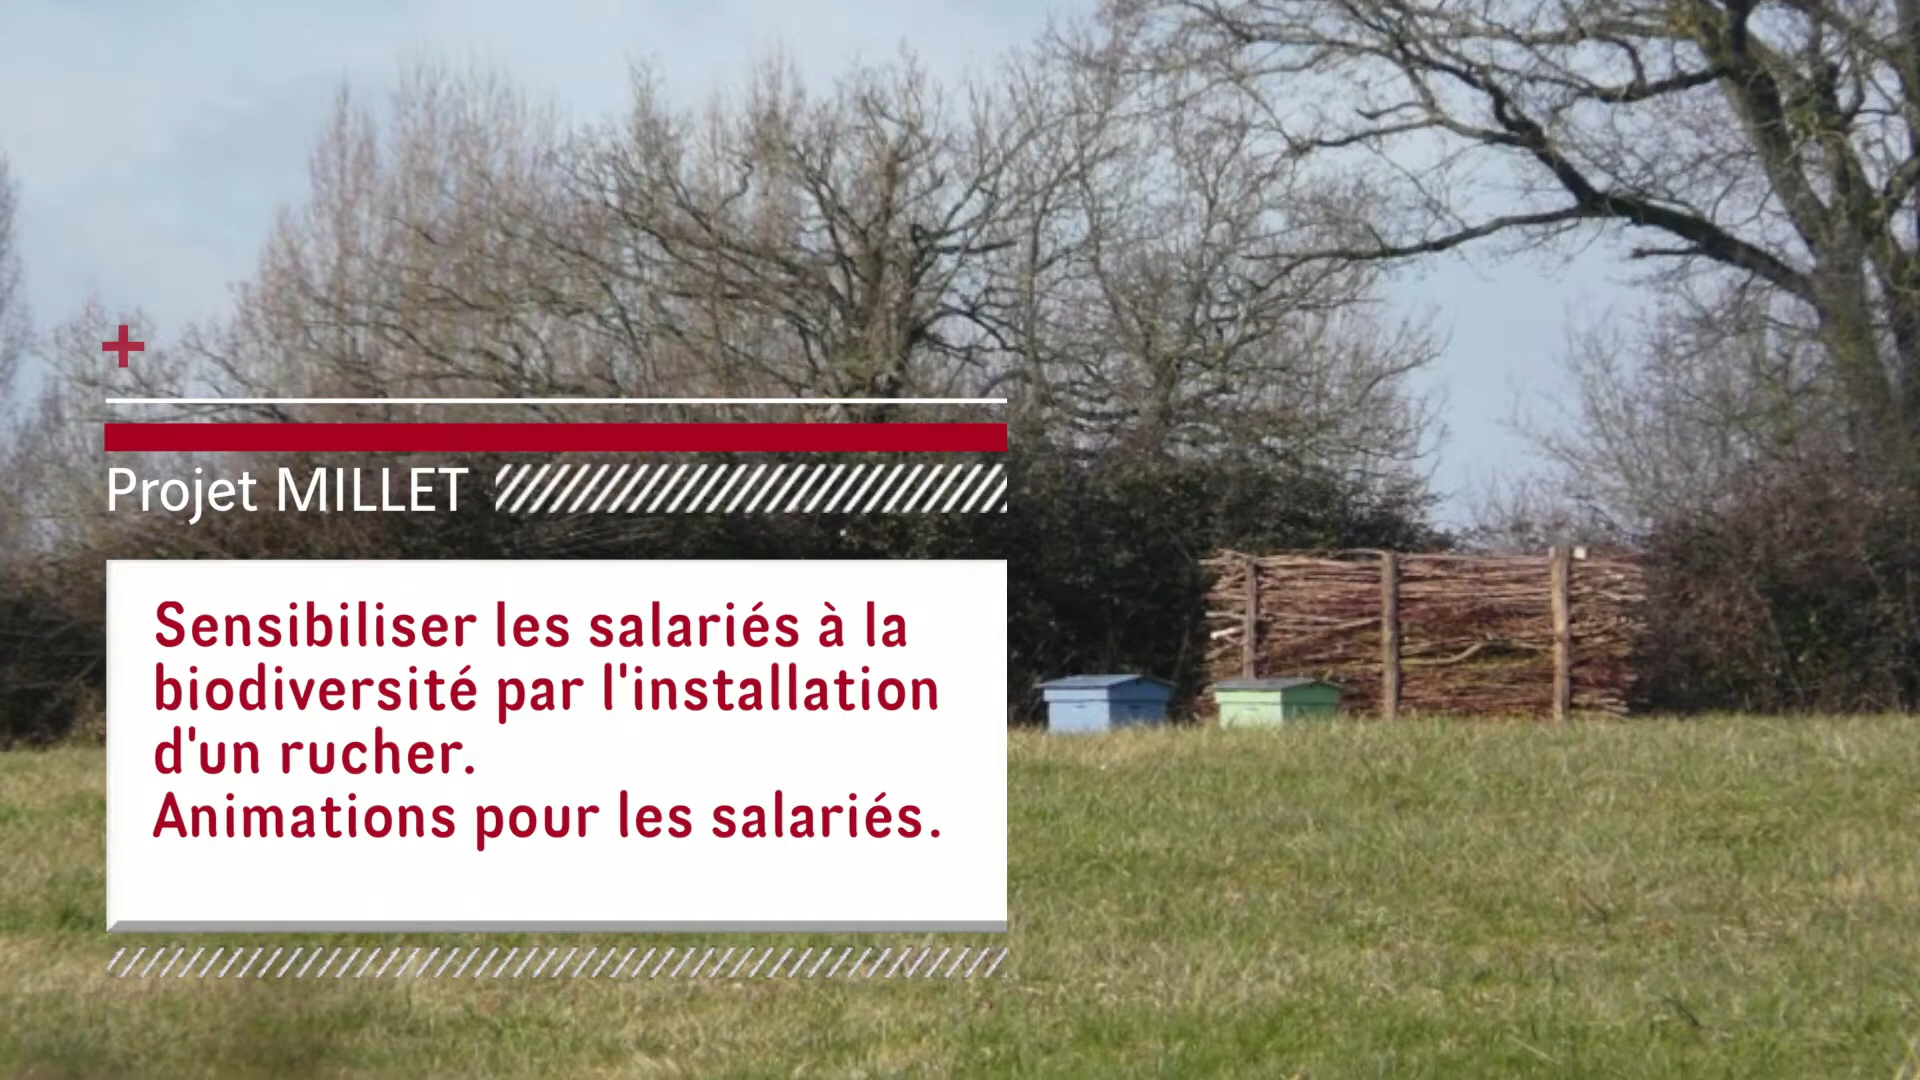 Projet MILLET
Sensibiliser les salariés à la
biodiversité par l'installation
d'un rucher.
Animations pour les salariés.